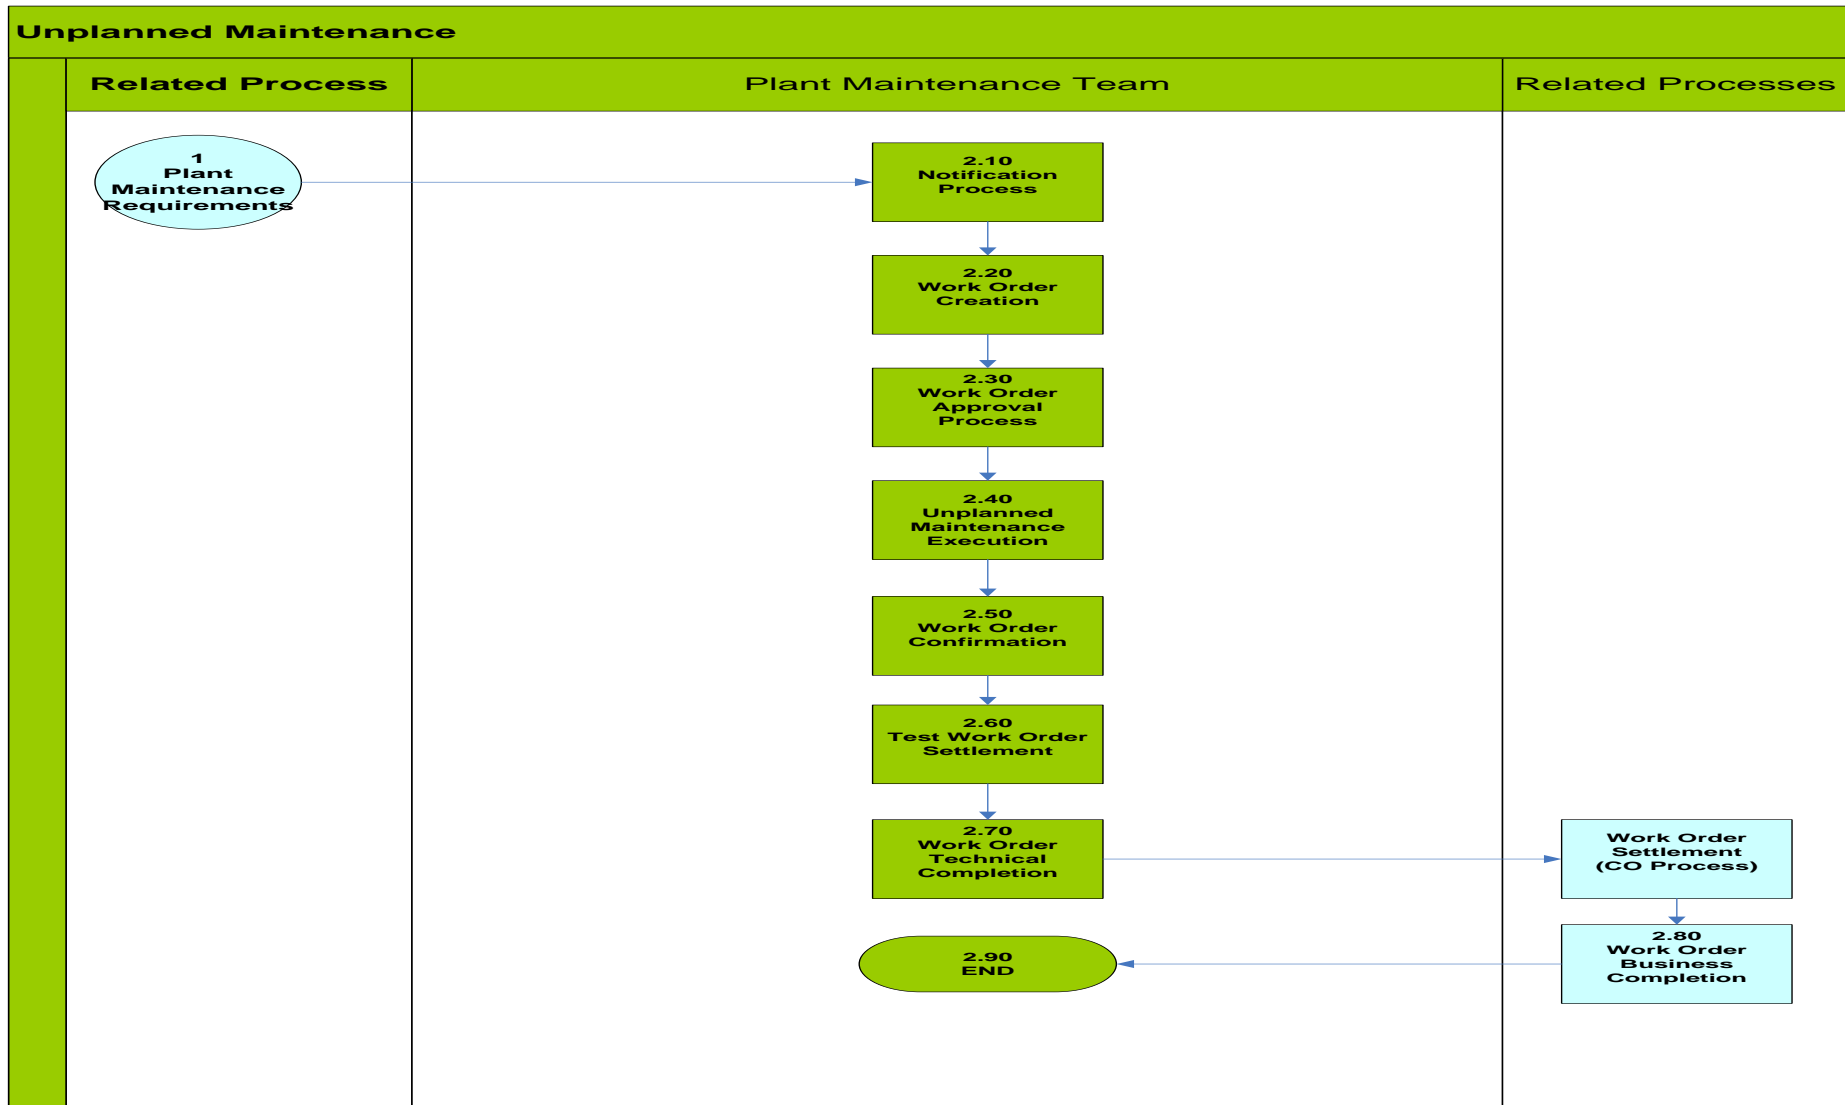 Unplanned Maintenance
Related Process
Plant Maintenance Team
Related Processes
1
Plant
Maintenance
Requirements
2.10
Notification
Process
2.20
Work Order
Creation
2.30
Work Order
Approval
Process
2.40
Unplanned
Maintenance
Execution
2.50
Work Order
Confirmation
2.60
Test Work Order
Settlement
2.70
Work Order
Technical
Completion
Work Order
Settlement
(CO Process)
2.80
Work Order
Business
Completion
2.90
END